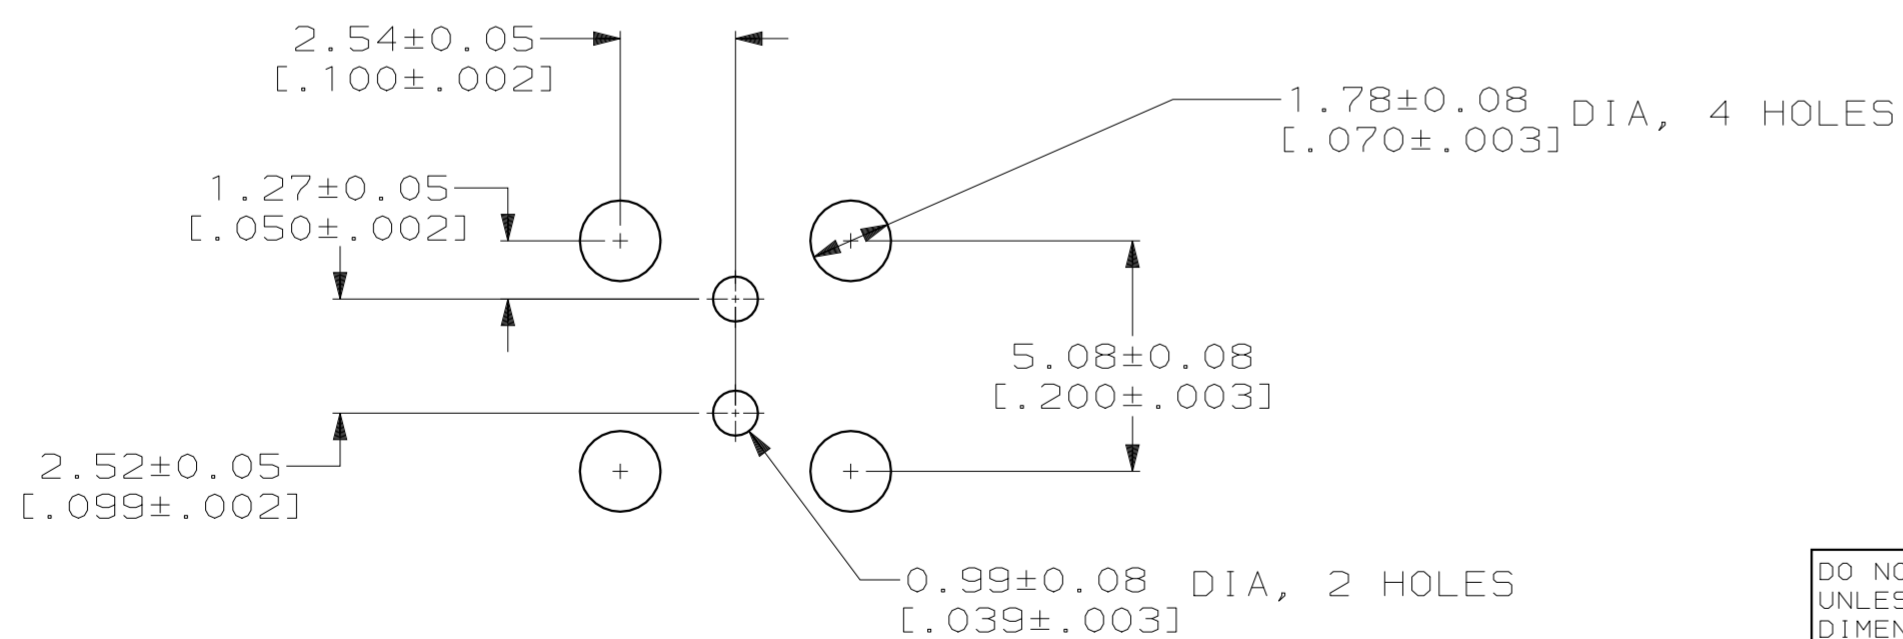 2.54±0.05
[.100±.002]
1.78±0.08 DIA, 4 HOLES
[.070±.003]
1.27±0.05
[.050±.002]
5.08±0.08
[.200±.003]
2.52±0.05
[.099±.002]
0.99±0.08 DIA, 2 HOLES
[.039±.003]
DO NO
UNLES
DIMEN